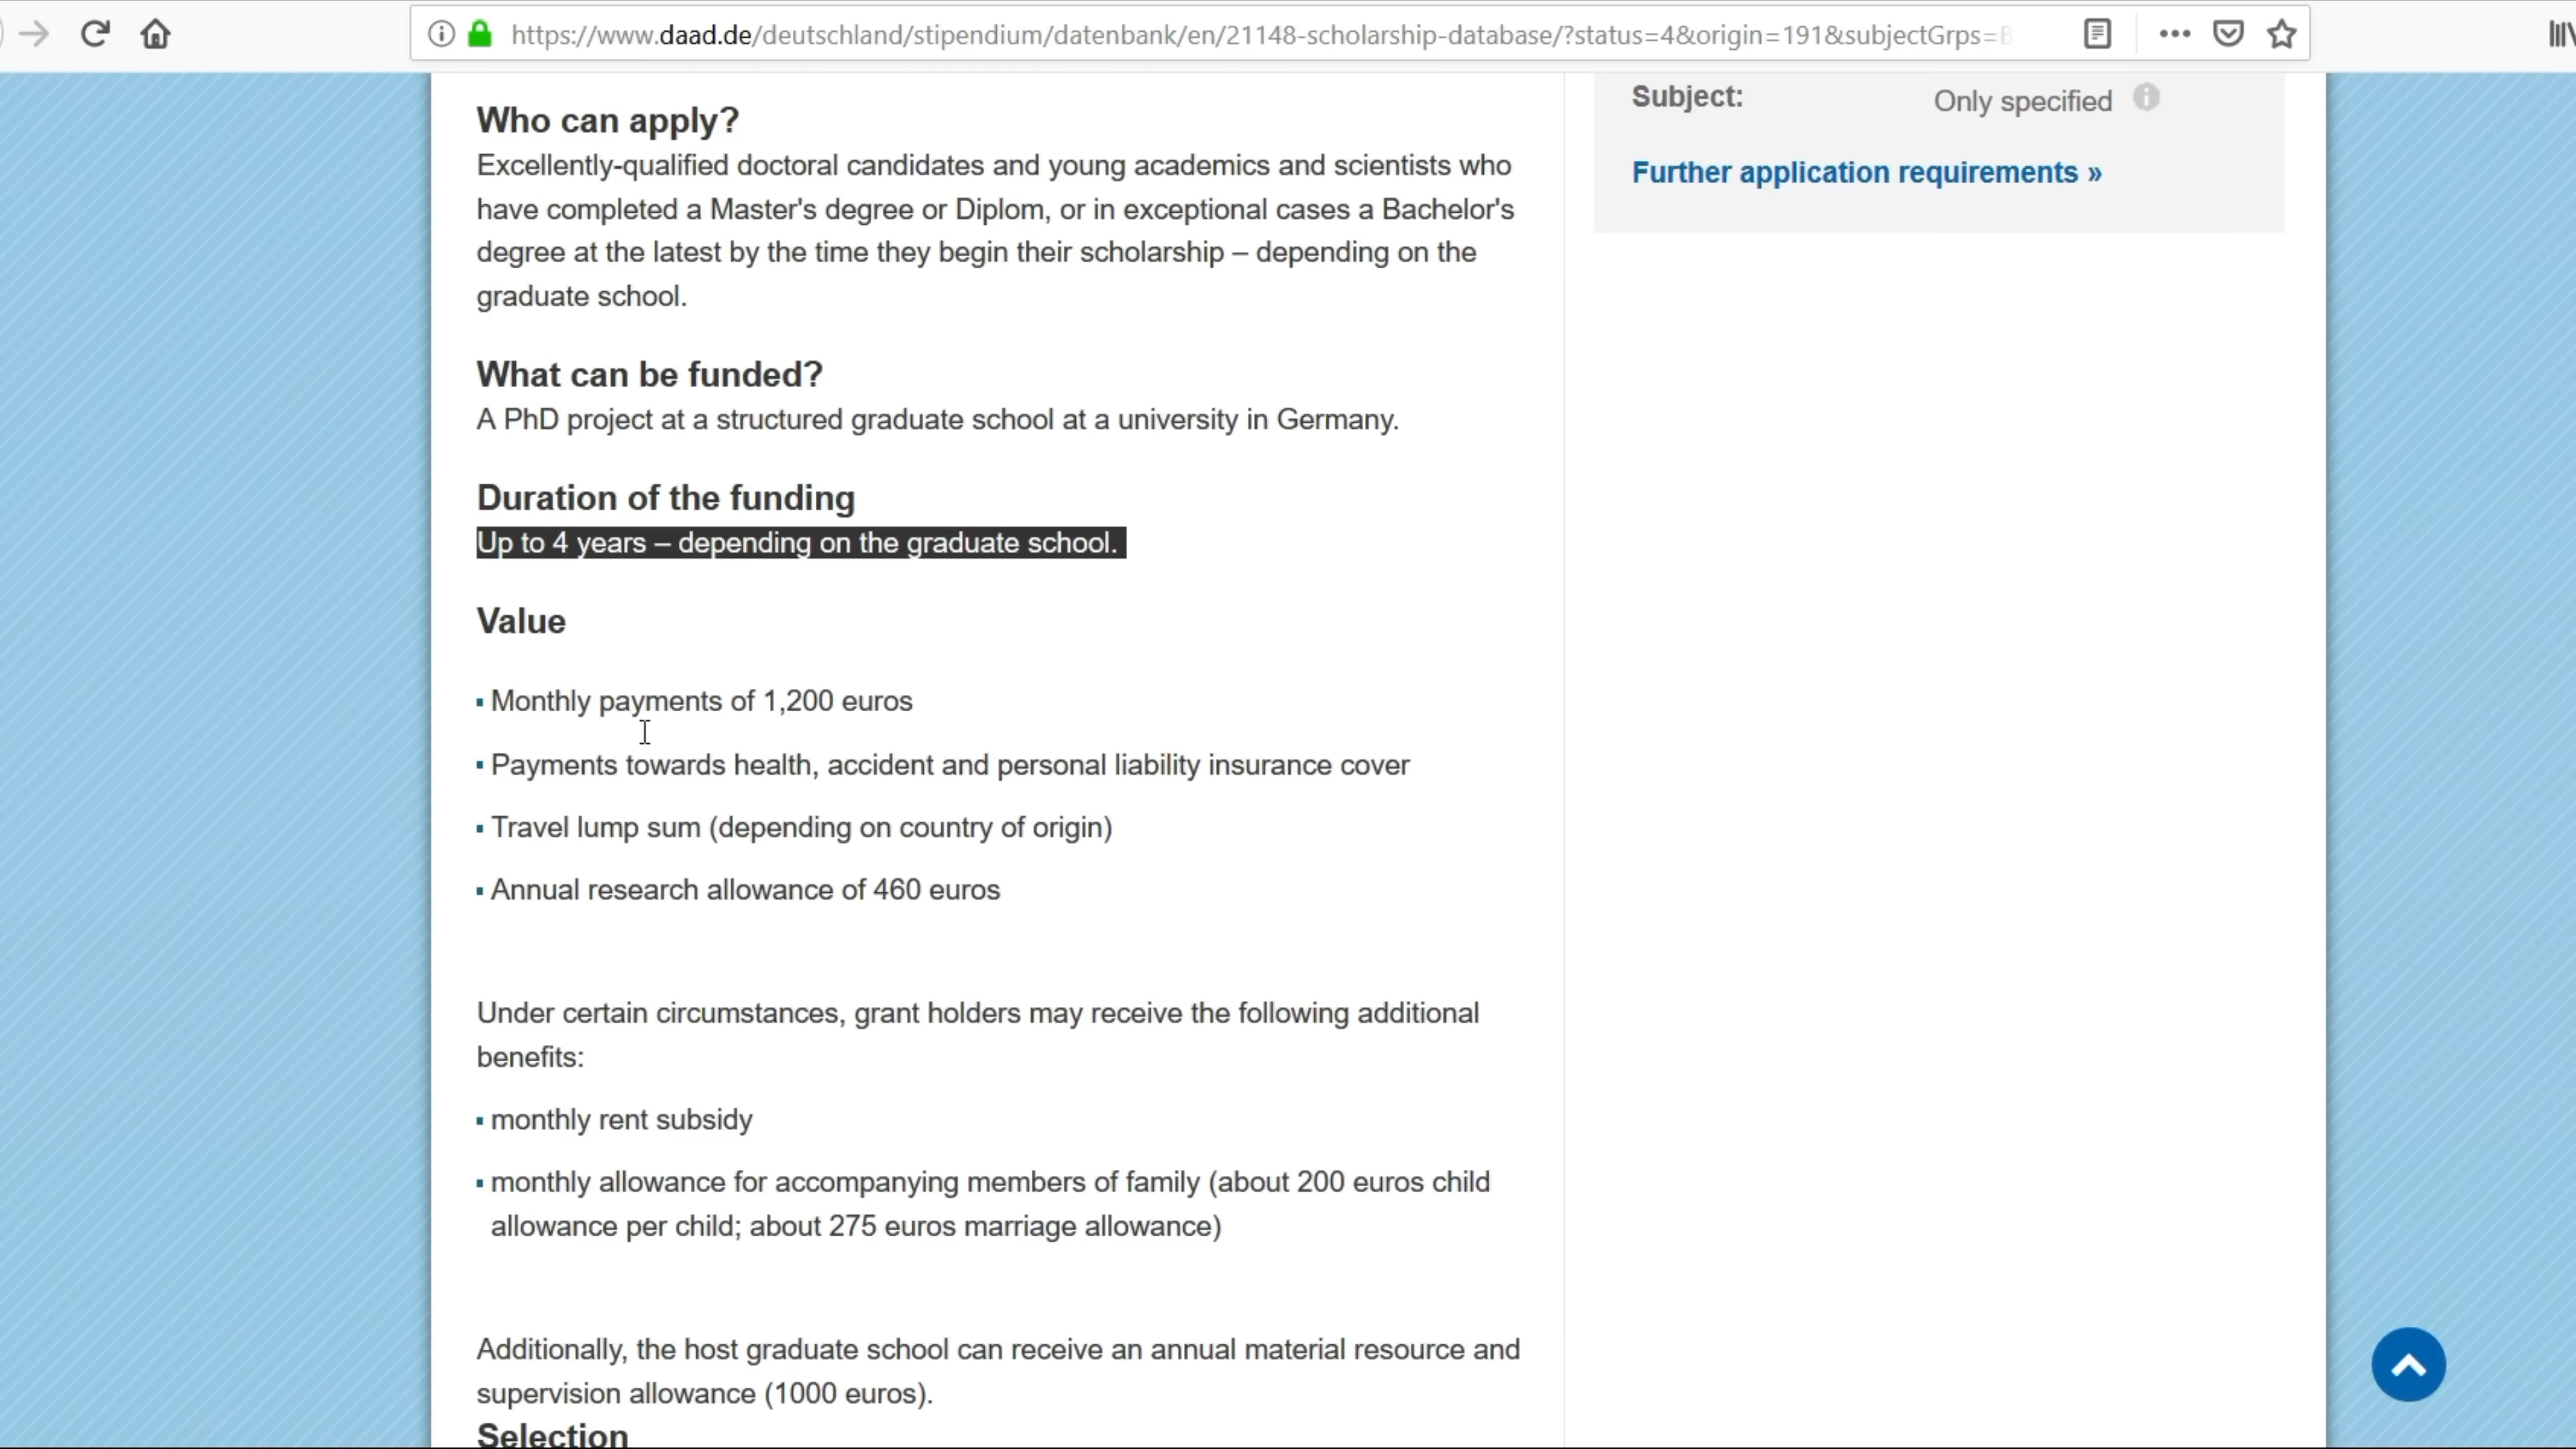 https://www.daad.de/deutschland/stipendium/datenbank/en/21148-scholarship-database/?status=4&origin=191&subjectGrps=
Who can apply?
Excellently-qualified doctoral candidates and young academics and scientists who
have completed a Master's degree or Diplom, or in exceptional cases a Bachelor's
degree at the latest by the time they begin their scholarship – depending on the
graduate school.
What can be funded?
A PhD project at a structured graduate school at a university in Germany.
Duration of the funding
Up to 4 years – depending on the graduate school.
Value
▪ Monthly payments of 1,200 euros
▪ Payments towards health, accident and personal liability insurance cover
▪ Travel lump sum (depending on country of origin)
▪ Annual research allowance of 460 euros
Under certain circumstances, grant holders may receive the following additional
benefits:
▪ monthly rent subsidy
▪ monthly allowance for accompanying members of family (about 200 euros child
allowance per child; about 275 euros marriage allowance)
Additionally, the host graduate school can receive an annual material resource and
supervision allowance (1000 euros).
Selection
Subject: Only specified
Further application requirements »